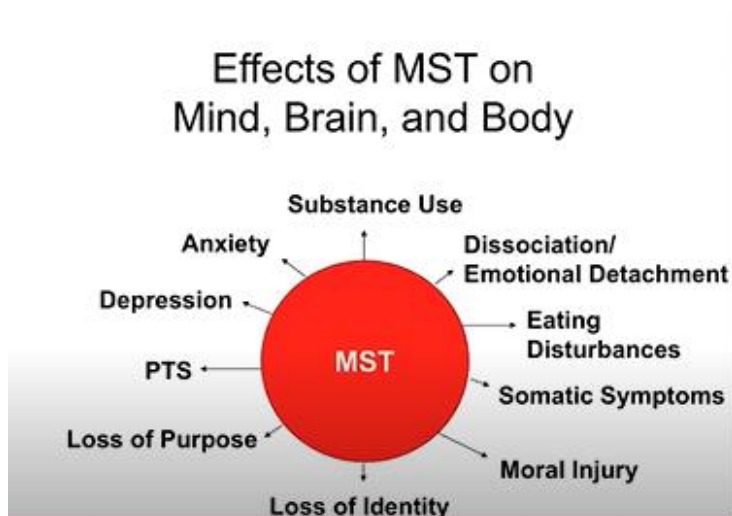 Effects of MST on
Mind, Brain, and Body
Substance Use
Anxiety
Dissociation/
Emotional Detachment
Depression
Eating
Disturbances
MST
PTS
Somatic Symptoms
Loss of Purpose
Moral Injury
Loss of Identity